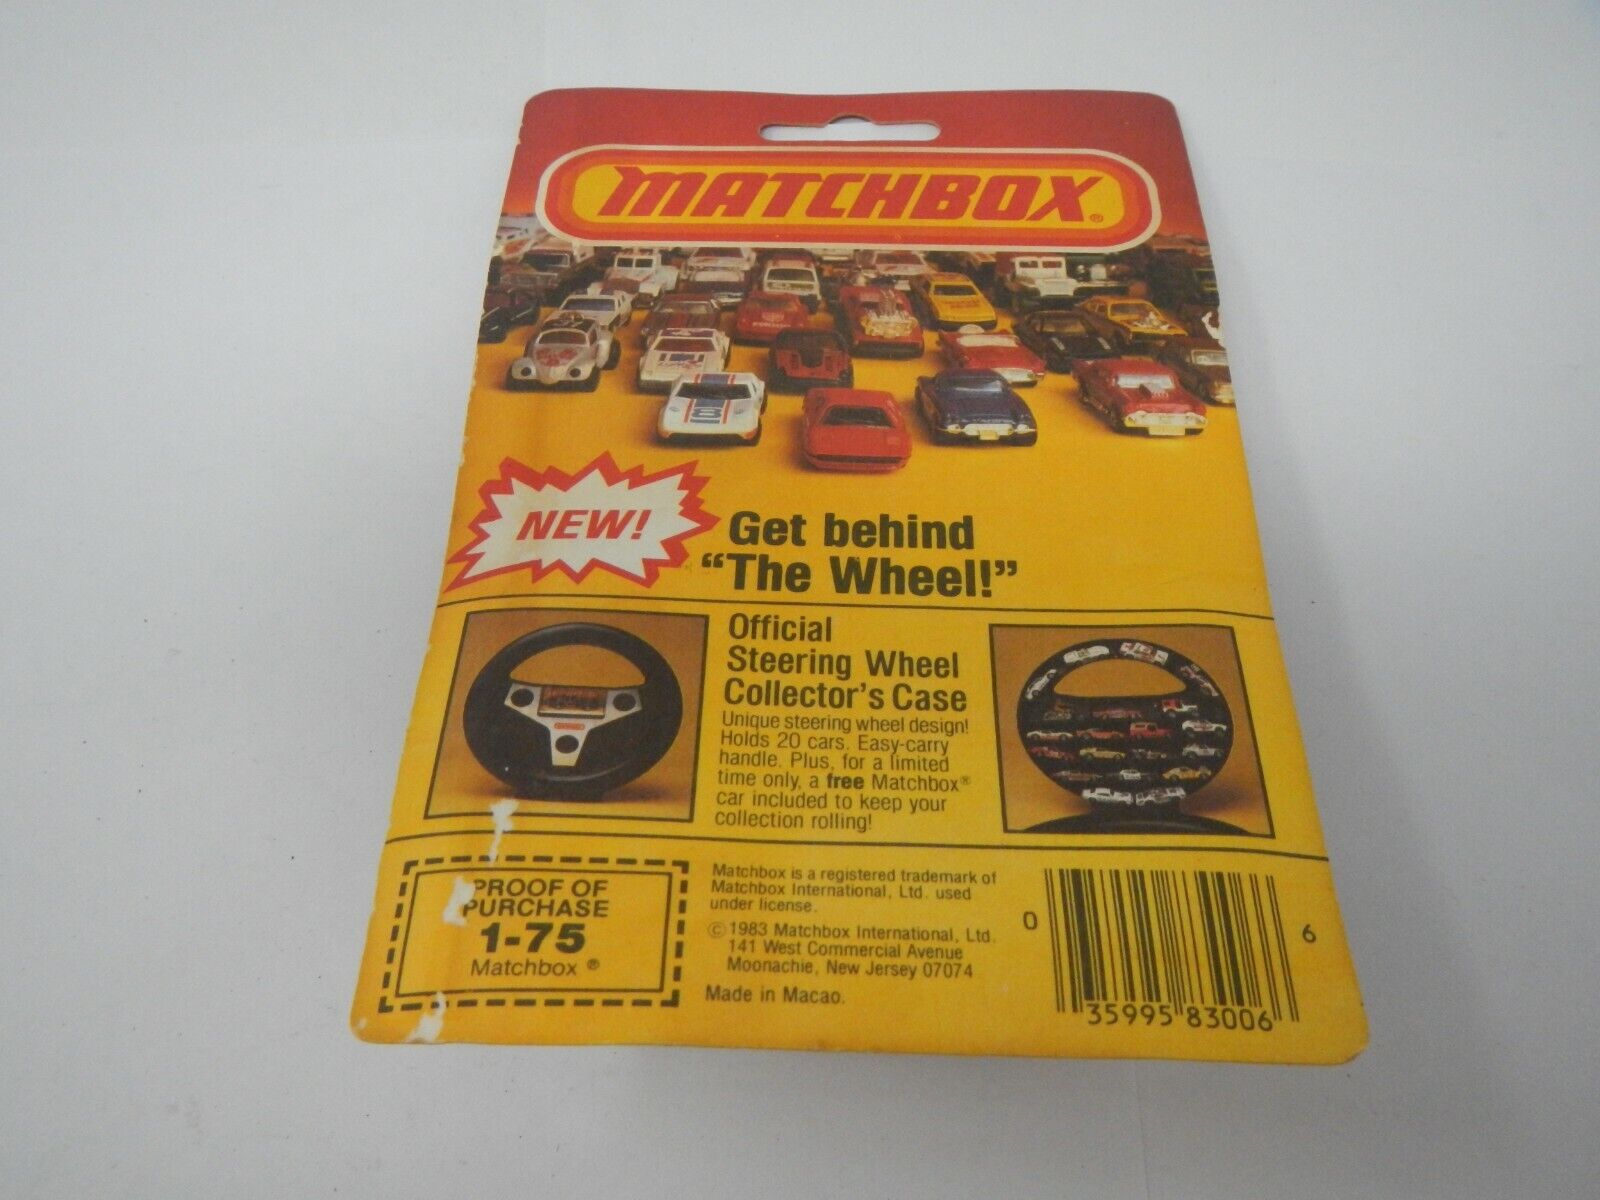 MATCHBOX®
8
NEW!
Get behind
“The Wheel!”
Official
Steering Wheel
Collector's Case
Unique steering wheel design!
Holds 20 cars. Easy-carry
handle. Plus, for a limited
time only, a free Matchbox®
car included to keep your
collection rolling!
PROOF OF
PURCHASE
1-75
Matchbox ®
Matchbox is a registered trademark of
Matchbox International, Ltd. used
under license.
© 1983 Matchbox International, Ltd.
141 West Commercial Avenue
Moonachie, New Jersey 07074
Made in Macao.
0 35995 83006 6